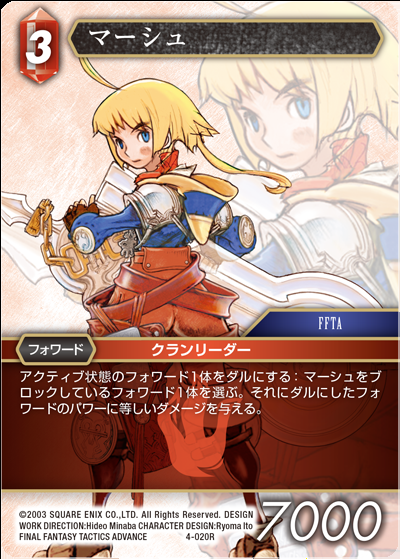 3
マーシュ
FFTA
フォワード
クランリーダー
アクティブ状態のフォワード1体をダルにする:マーシュをブ
ロックしているフォワード1体を選ぶ。それにダルにしたフォ
ワードのパワーに等しいダメージを与える。
©2003 SQUARE ENIX CO.,LTD. All Rights Reserved. DESIGN
WORK DIRECTION:Hideo Minaba CHARACTER DESIGN:Ryoma Ito
FINAL FANTASY TACTICS ADVANCE 4-020R
7000